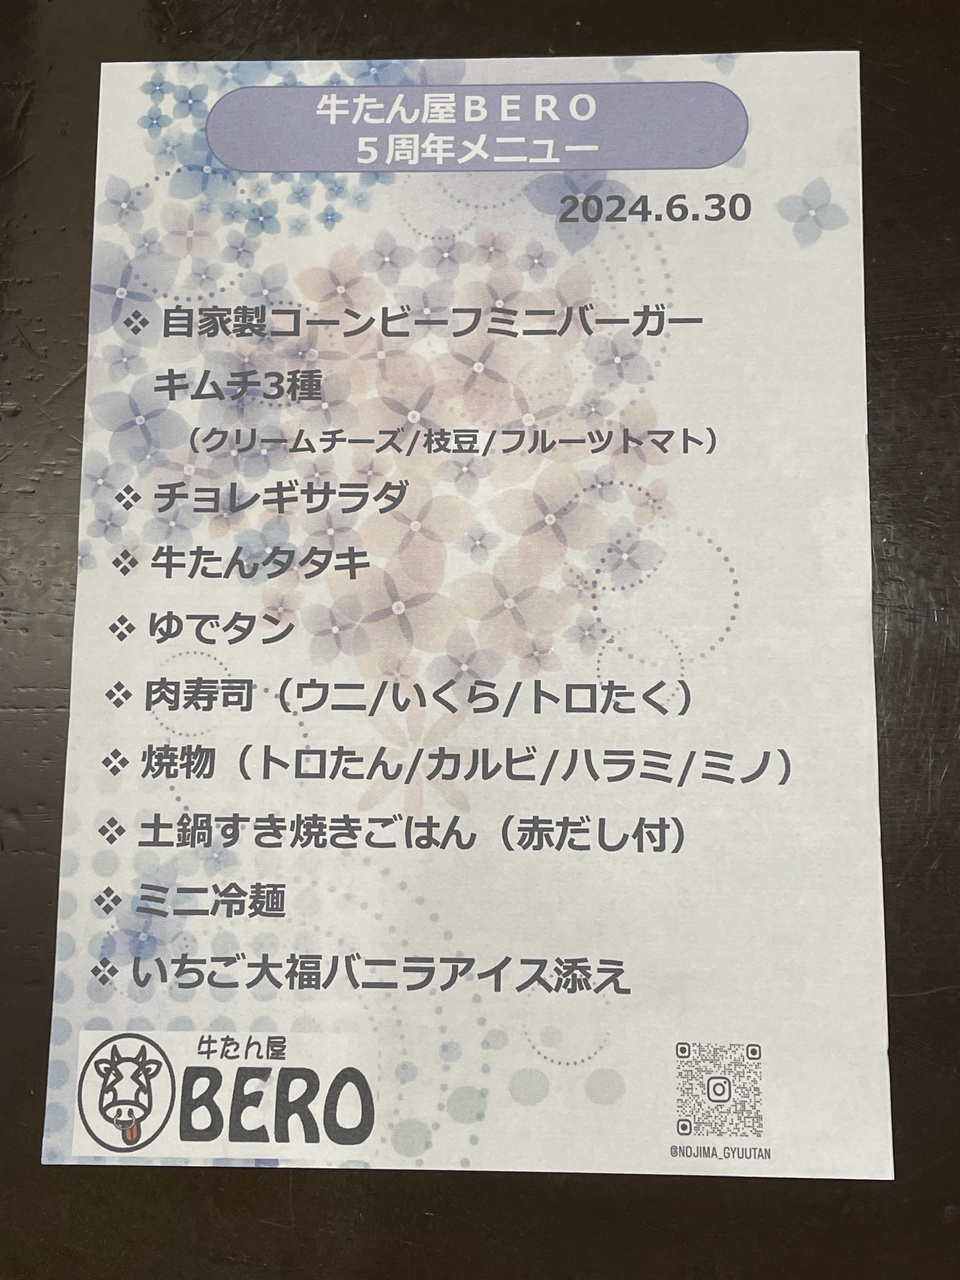 牛たん屋ＢＥＲＯ
５周年メニュー
2024.6.30
❖ 自家製コーンビーフミニバーガー
キムチ3種
（クリームチーズ/枝豆/フルーツトマト）
❖ チョレギサラダ
❖ 牛たんタタキ
❖ ゆでタン
❖ 肉寿司（ウニ/いくら/トロたく）
❖ 焼物（トロたん/カルビ/ハラミ/ミノ）
❖ 土鍋すき焼きごはん（赤だし付）
❖ ミニ冷麺
❖ いちご大福バニラアイス添え
牛たん屋
BERO
@NOJIMA_GYUUTAN